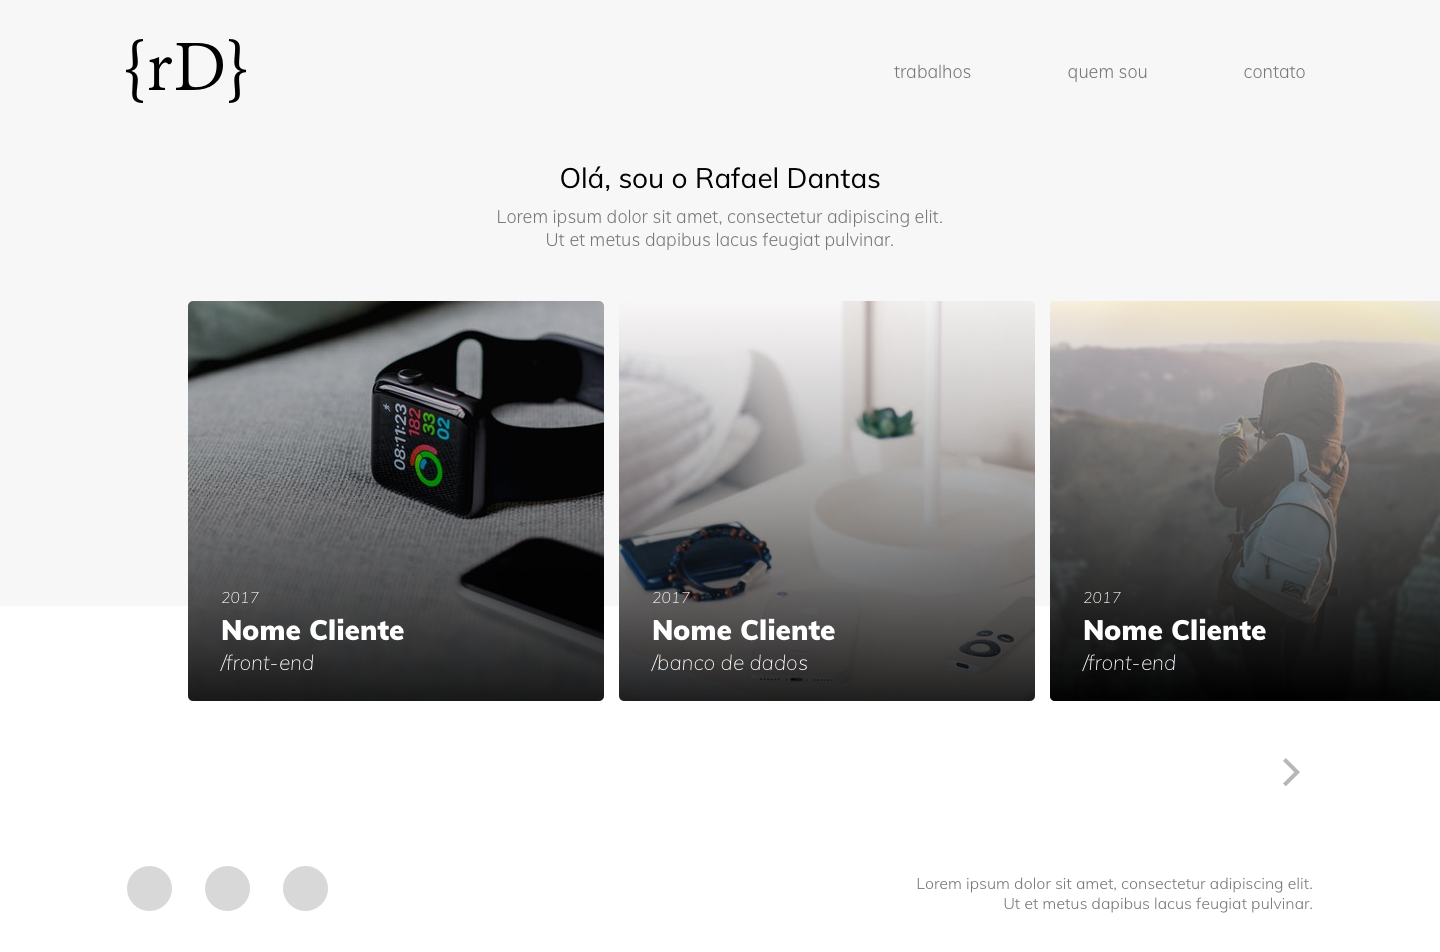 {rD}
trabalhos
quem sou
contato
Olá, sou o Rafael Dantas
Lorem ipsum dolor sit amet, consectetur adipiscing elit.
Ut et metus dapibus lacus feugiat pulvinar.
08:11:23
182
33
02
2017
Nome Cliente
/front-end
2017
Nome Cliente
/banco de dados
2017
Nome Cliente
/front-end
Lorem ipsum dolor sit amet, consectetur adipiscing elit.
Ut et metus dapibus lacus feugiat pulvinar.